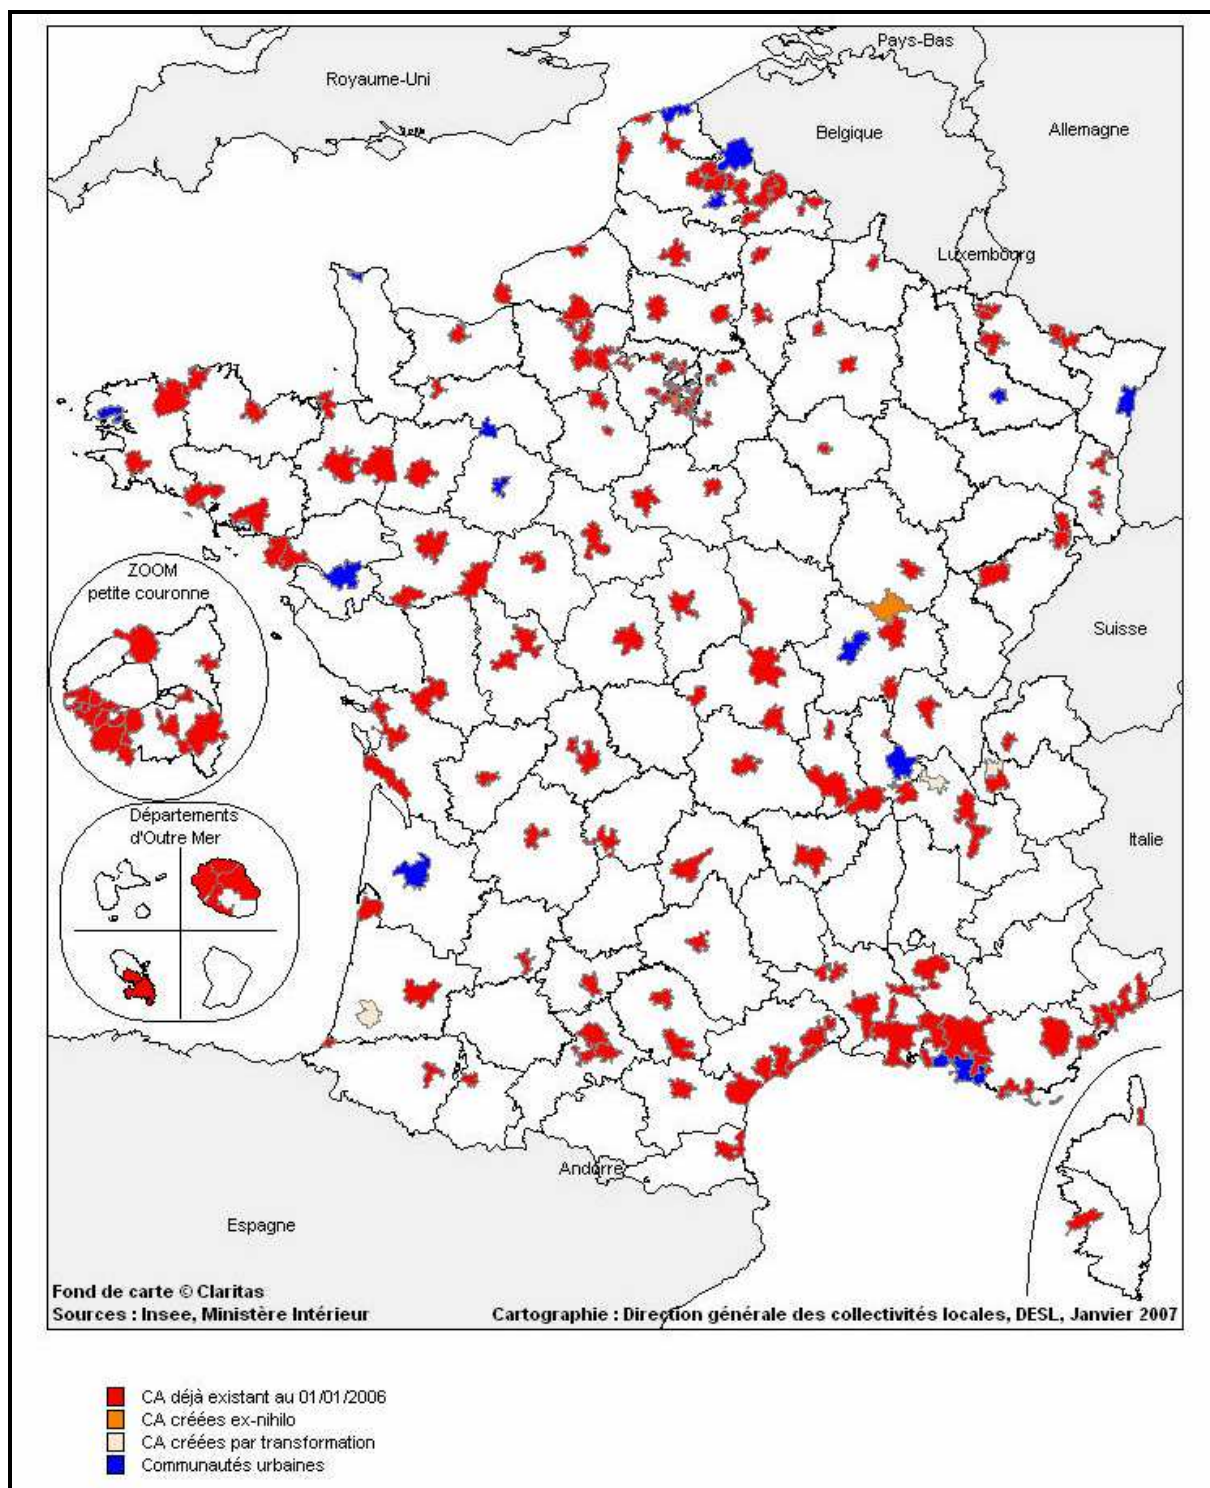 Pays-Bas
Royaume-Uni
Belgique
Allemagne
Luxembourg
ZOOM
petite couronne
Suisse
Départements
d'Outre Mer
Italie
Andorre
Espagne
Fond de carte © Claritas
Sources : Insee, Ministère Intérieur
Cartographie : Direction générale des collectivités locales, DESL, Janvier 2007
CA déjà existant au 01/01/2006
CA créées ex-nihilo
CA créées par transformation
Communautés urbaines